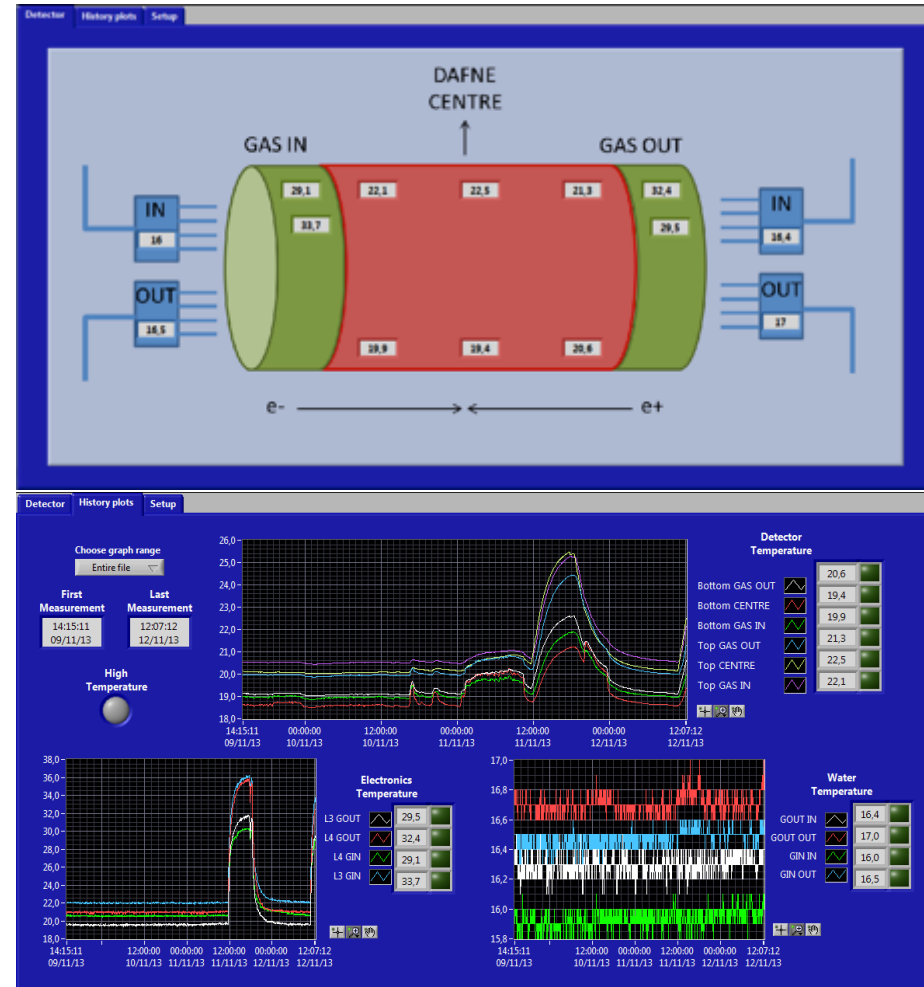 Detector History plots Setup
DAFNE
CENTRE
GAS IN GAS OUT
29,1 22,1 22,5 21,3 32,4
33,7 29,5
IN IN
16 16,4
OUT OUT
16,5 17
19,9 19,4 20,6
e- e+
Detector History plots Setup
Choose graph range
Entire file
First Measurement
14:15:11
09/11/13
Last Measurement
12:07:12
12/11/13
High
Temperature
26,0
25,0
24,0
23,0
22,0
21,0
20,0
19,0
18,0
14:15:11 00:00:00 12:00:00 00:00:00 12:00:00 00:00:00 12:07:12
09/11/13 10/11/13 10/11/13 11/11/13 11/11/13 12/11/13 12/11/13
Detector
Temperature
Bottom GAS OUT 20,6
Bottom CENTRE 19,4
Bottom GAS IN 19,9
Top GAS OUT 21,3
Top CENTRE 22,5
Top GAS IN 22,1
38,0
36,0
34,0
32,0
30,0
28,0
26,0
24,0
22,0
20,0
18,0
14:15:11 12:00:00 00:00:00 12:00:00 00:00:00 12:07:12
09/11/13 10/11/13 11/11/13 11/11/13 12/11/13 12/11/13
Electronics
Temperature
L3 GOUT 29,5
L4 GOUT 32,4
L4 GIN 29,1
L3 GIN 33,7
17,0
16,8
16,6
16,4
16,2
16,0
15,8
14:15:11 12:00:00 00:00:00 12:00:00 00:00:00 12:07:12
09/11/13 10/11/13 11/11/13 11/11/13 12/11/13 12/11/13
Water
Temperature
GOUT IN 16,4
GOUT OUT 17,0
GIN IN 16,0
GIN OUT 16,5